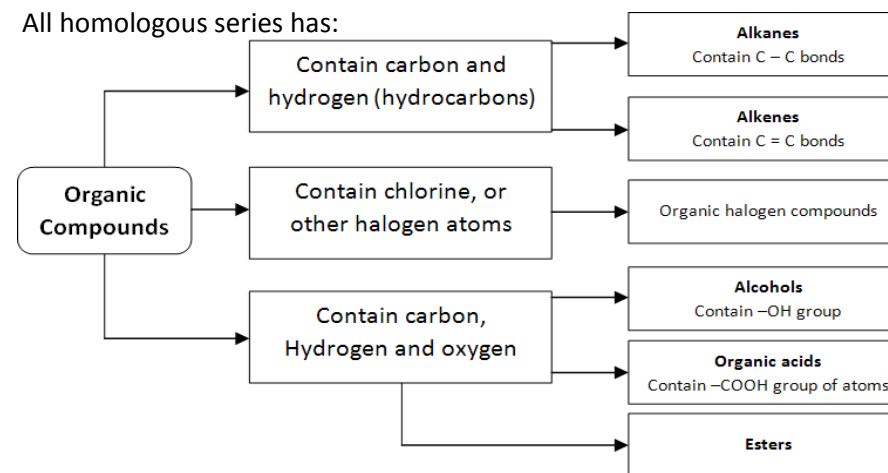 All homologous series has:
Organic
Compounds
Contain carbon and
hydrogen (hydrocarbons)
Alkanes
Contain C – C bonds
Alkenes
Contain C = C bonds
Contain chlorine, or
other halogen atoms
Organic halogen compounds
Contain carbon,
Hydrogen and oxygen
Alcohols
Contain –OH group
Organic acids
Contain –COOH group of atoms
Esters